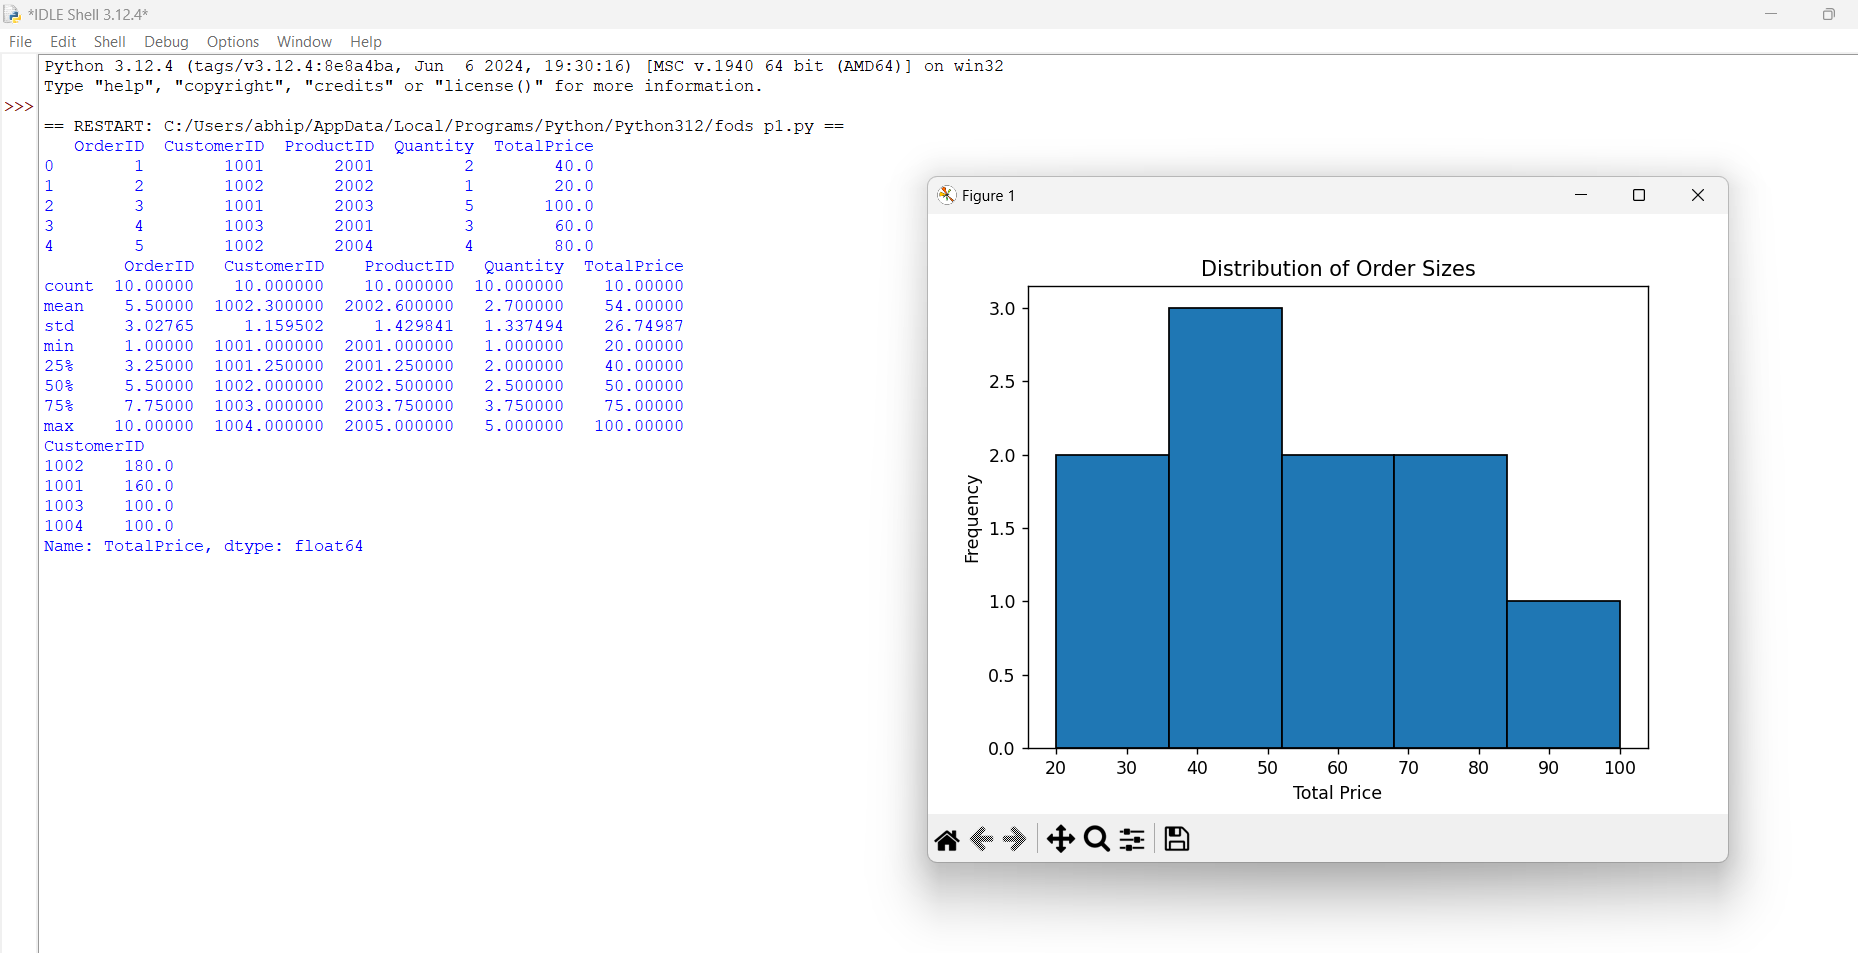 *IDLE Shell 3.12.4*
File Edit Shell Debug Options Window Help
Python 3.12.4 (tags/v3.12.4:8e8a4ba, Jun  6 2024, 19:30:16) [MSC v.1940 64 bit (AMD64)] on win32
Type "help", "copyright", "credits" or "license()" for more information.
>>>
== RESTART: C:/Users/abhip/AppData/Local/Programs/Python/Python312/fods p1.py ==
   OrderID  CustomerID  ProductID  Quantity  TotalPrice
0        1        1001       2001         2        40.0
1        2        1002       2002         1        20.0
2        3        1001       2003         5       100.0
3        4        1003       2001         3        60.0
4        5        1002       2004         4        80.0
        OrderID   CustomerID    ProductID   Quantity  TotalPrice
count  10.00000    10.000000    10.000000  10.000000    10.00000
mean    5.50000  1002.300000  2002.600000   2.700000    54.00000
std     3.02765     1.159502     1.429841   1.337494    26.74987
min     1.00000  1001.000000  2001.000000   1.000000    20.00000
25%     3.25000  1001.250000  2001.250000   2.000000    40.00000
50%     5.50000  1002.000000  2002.500000   2.500000    50.00000
75%     7.75000  1003.000000  2003.750000   3.750000    75.00000
max    10.00000  1004.000000  2005.000000   5.000000   100.00000
CustomerID
1002    180.0
1001    160.0
1003    100.0
1004    100.0
Name: TotalPrice, dtype: float64
Figure 1
Distribution of Order Sizes
3.0
2.5
2.0
1.5
1.0
0.5
0.0
Frequency
20 30 40 50 60 70 80 90 100
Total Price